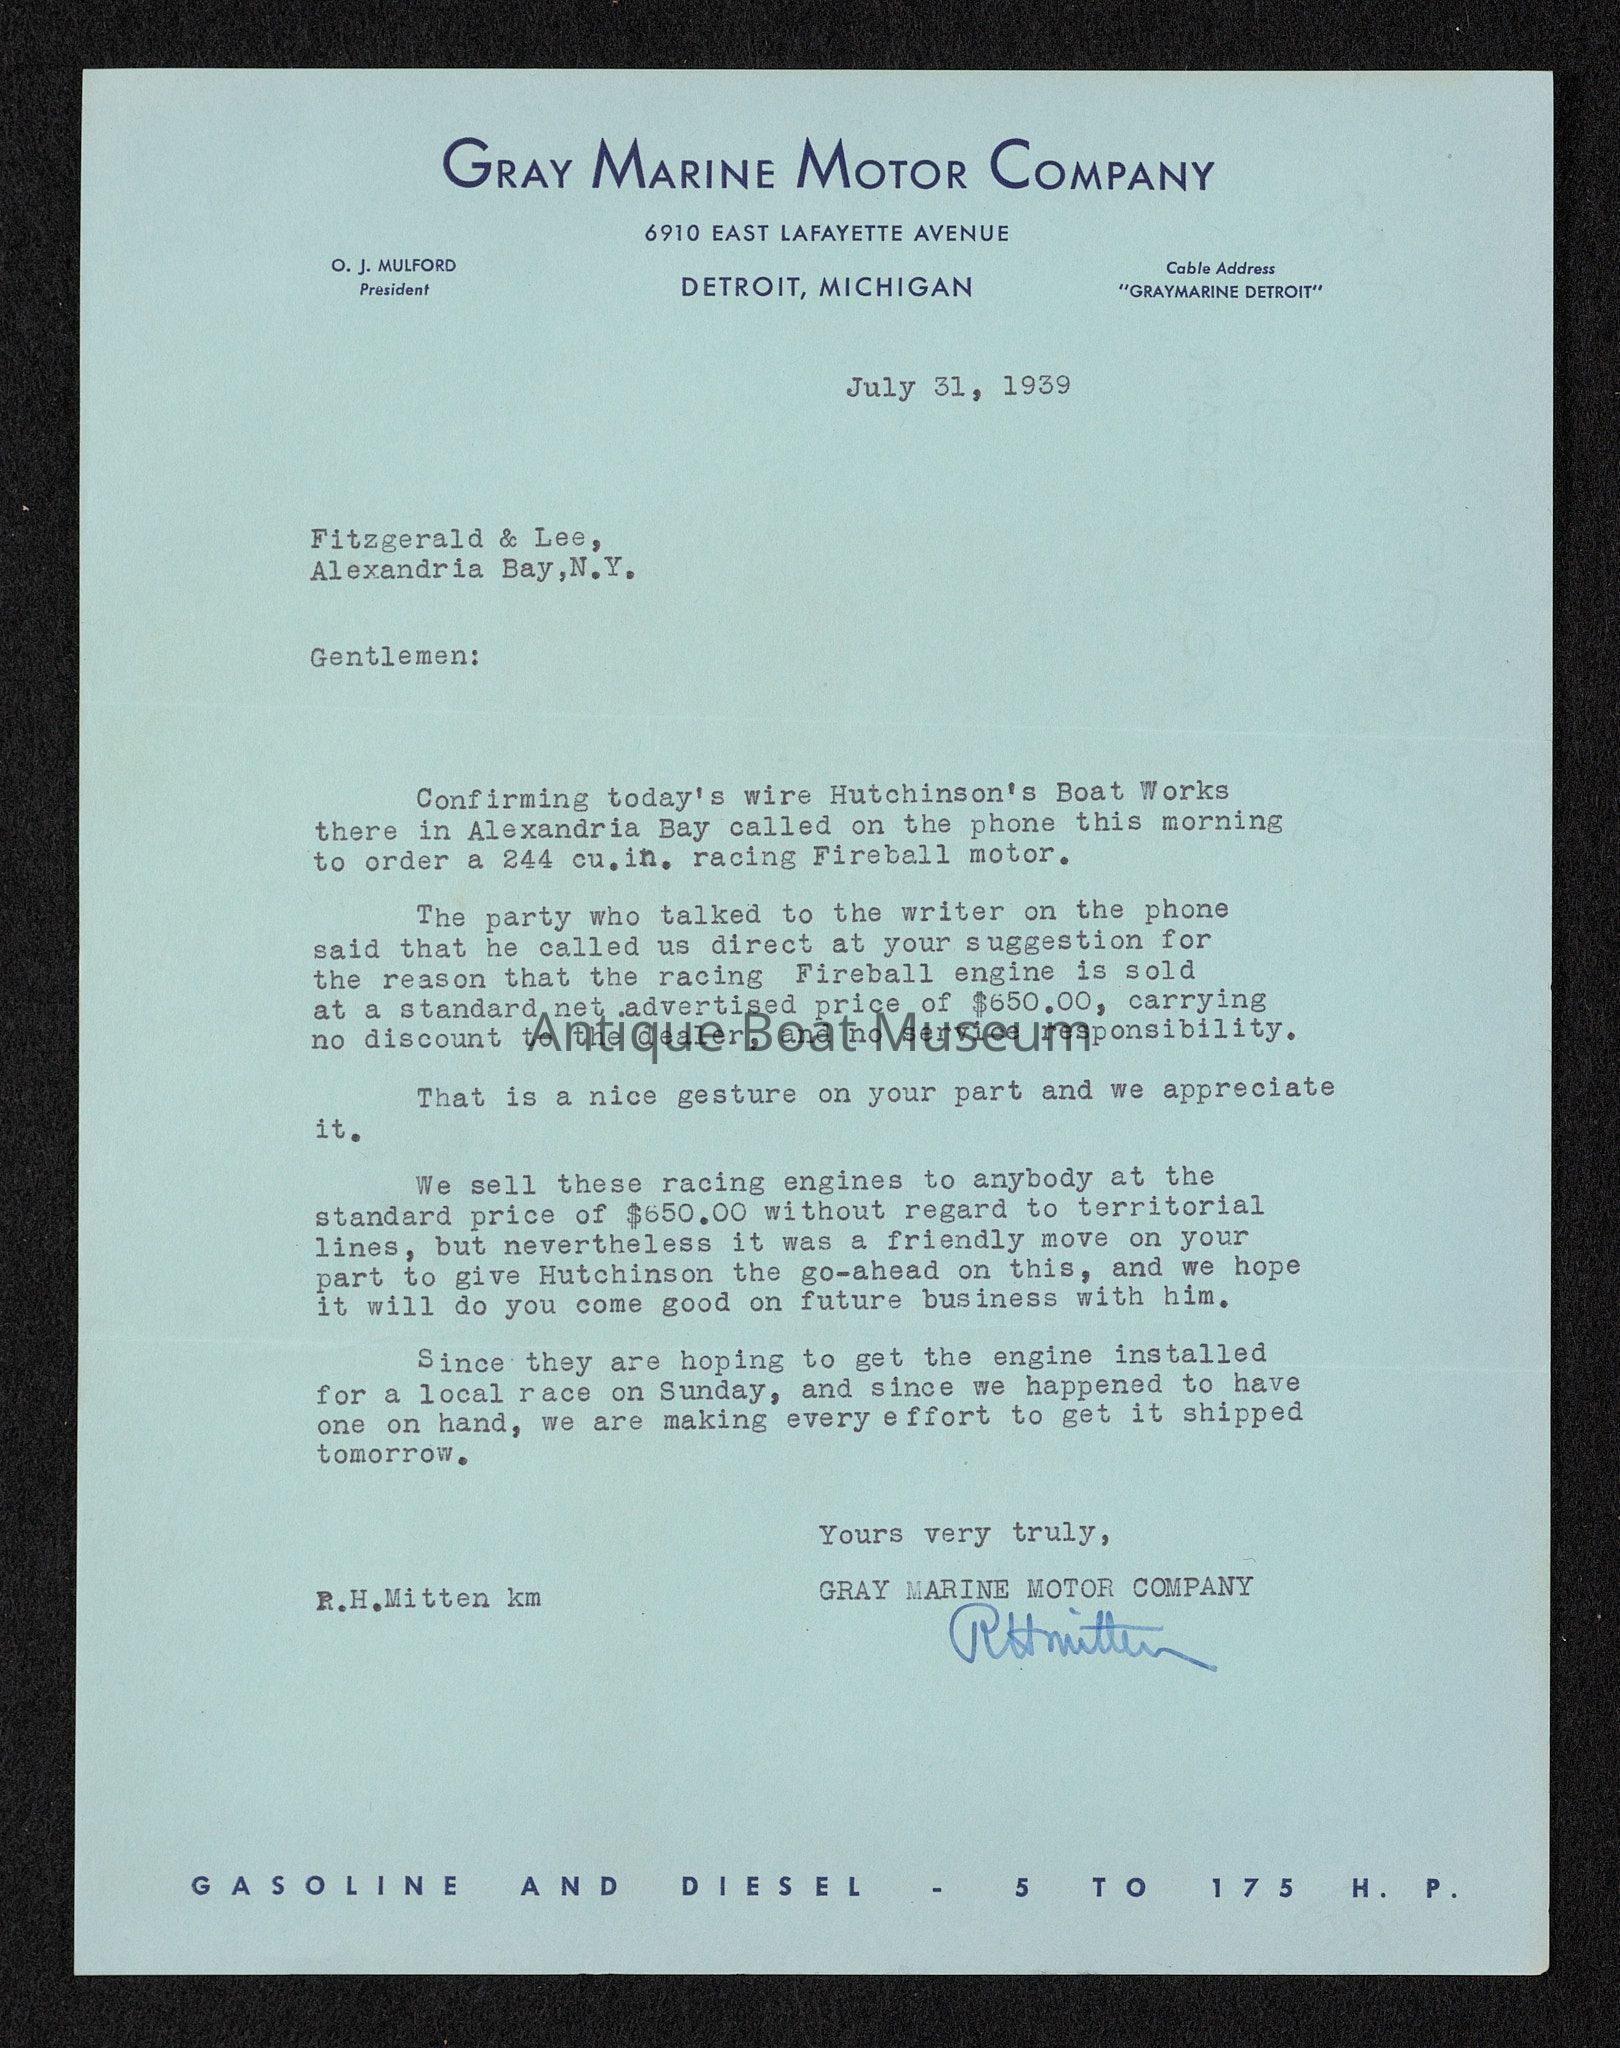 GRAY MARINE MOTOR COMPANY
6910 EAST LAFAYETTE AVENUE
O. J. MULFORD
President
DETROIT, MICHIGAN
Cable Address
"GRAYMARINE DETROIT"
July 31, 1939
Fitzgerald & Lee,
Alexandria Bay,N.Y.
Gentlemen:
Confirming today's wire Hutchinson's Boat Works
there in Alexandria Bay called on the phone this morning
to order a 244 cu.in. racing Fireball motor.
The party who talked to the writer on the phone
said that he called us direct at your suggestion for
the reason that the racing Fireball engine is sold
at a standard net advertised price of $650.00, carrying
no discount to the dealer, and no service responsibility.
Antique Boat Museum
That is a nice gesture on your part and we appreciate
it.
We sell these racing engines to anybody at the
standard price of $650.00 without regard to territorial
lines, but nevertheless it was a friendly move on your
part to give Hutchinson the go-ahead on this, and we hope
it will do you come good on future business with him.
Since they are hoping to get the engine installed
for a local race on Sunday, and since we happened to have
one on hand, we are making every effort to get it shipped
tomorrow.
Yours very truly,
GRAY MARINE MOTOR COMPANY
R.H.Mitten km
RHMitten
GASOLINE AND DIESEL - 5 TO 175 H. P.